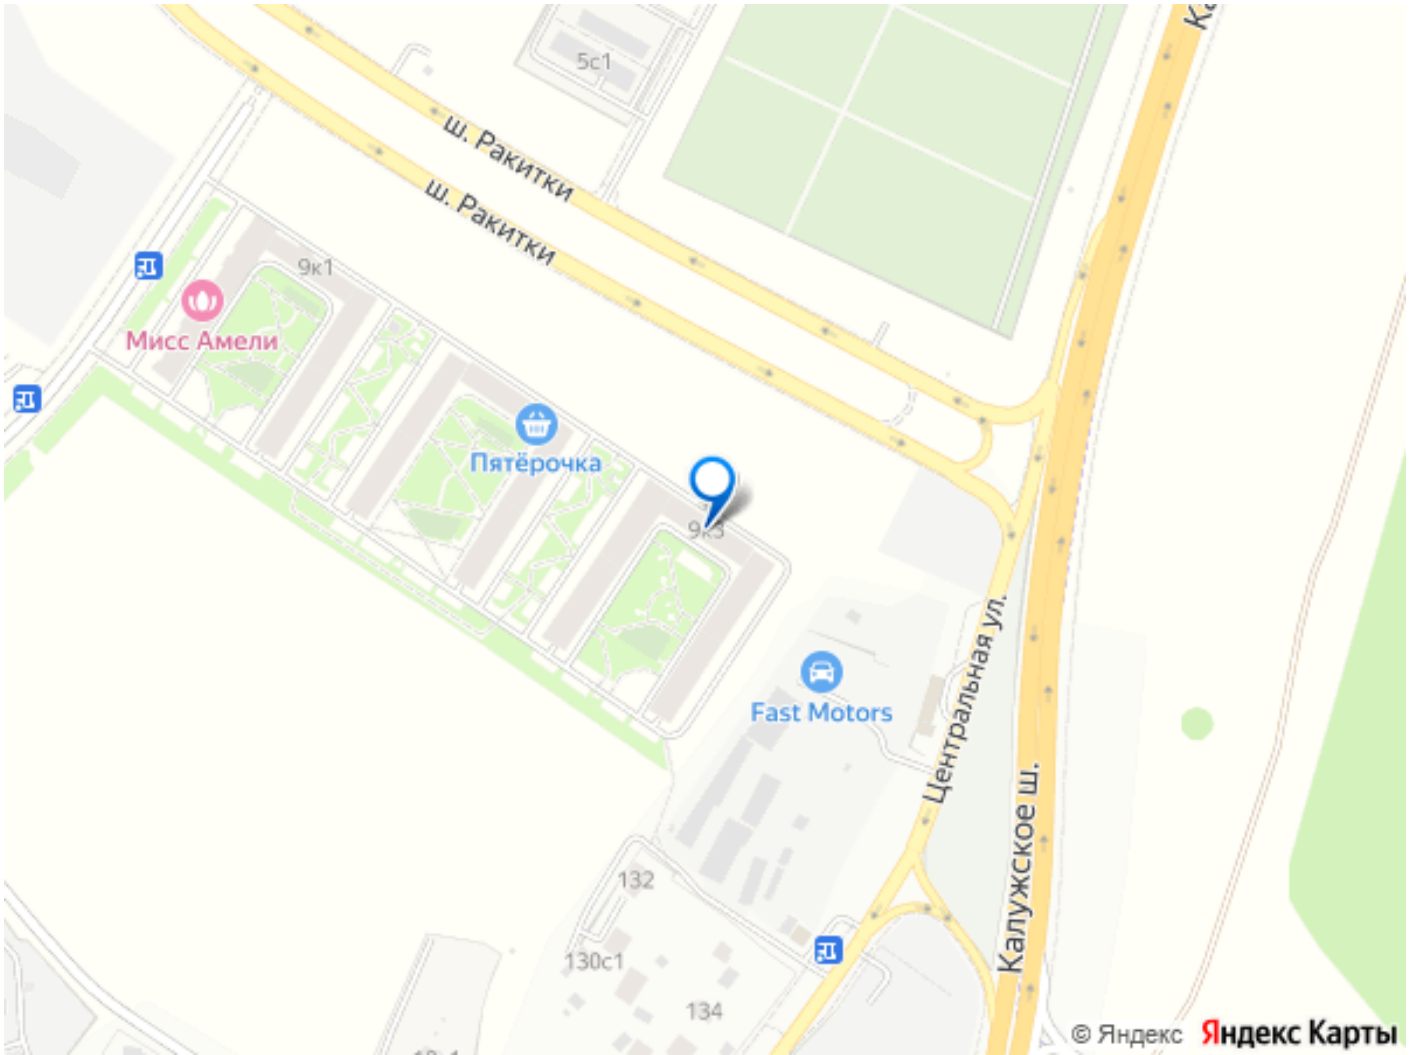 5с1
ш. Ракитки
ш. Ракитки
9к1
Мисс Амели
Пятёрочка
9к3
Центральная ул.
Fast Motors
Калужское ш.
132
130с1
134
© Яндекс Яндекс Карты